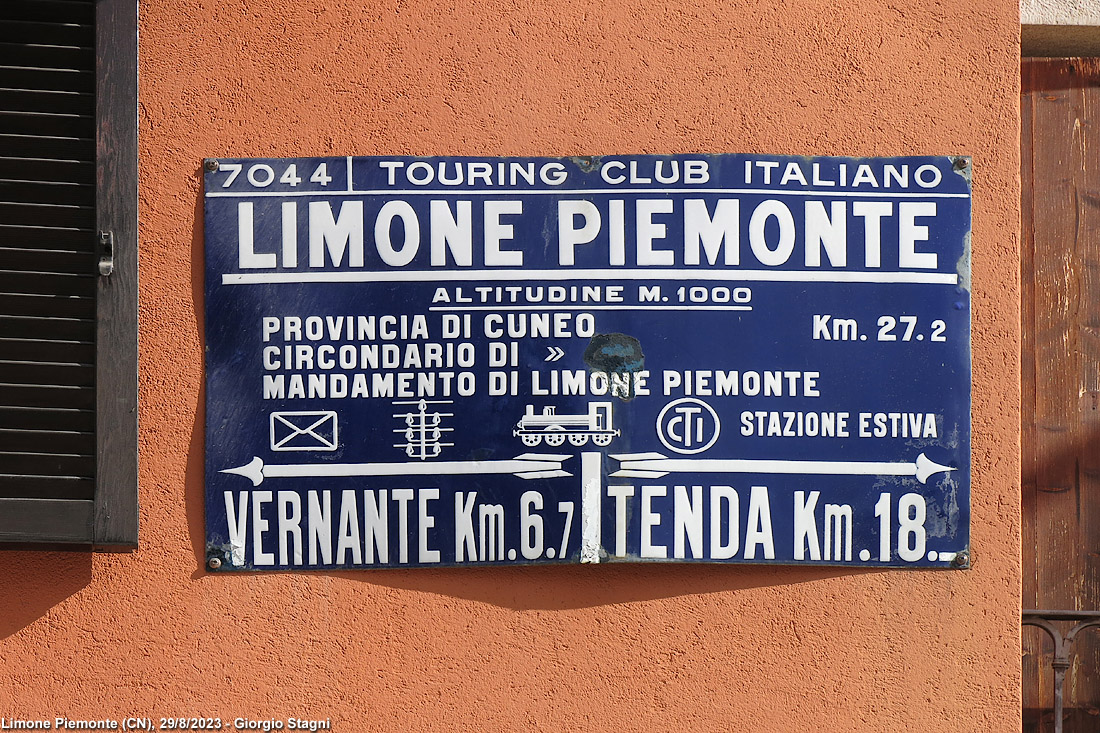 7044 TOURING CLUB ITALIANO
LIMONE PIEMONTE
ALTITUDINE M. 1000
PROVINCIA DI CUNEO Km. 27.2
CIRCONDARIO DI »
MANDAMENTO DI LIMONE PIEMONTE
CTI STAZIONE ESTIVA
VERNANTE Km. 6.7 TENDA Km. 18._
Limone Piemonte (CN), 29/8/2023 - Giorgio Stagni